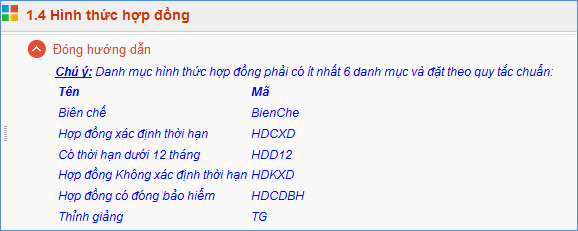 1.4 Hình thức hợp đồng
Đóng hướng dẫn
Chú ý: Danh mục hình thức hợp đồng phải có ít nhất 6 danh mục và đặt theo quy tắc chuẩn:
Tên Mã
Biên chế BienChe
Hợp đồng xác định thời hạn HDCXD
Có thời hạn dưới 12 tháng HDD12
Hợp đồng Không xác định thời hạn HDKXD
Hợp đồng có đóng bảo hiểm HDCDBH
Thỉnh giảng TG